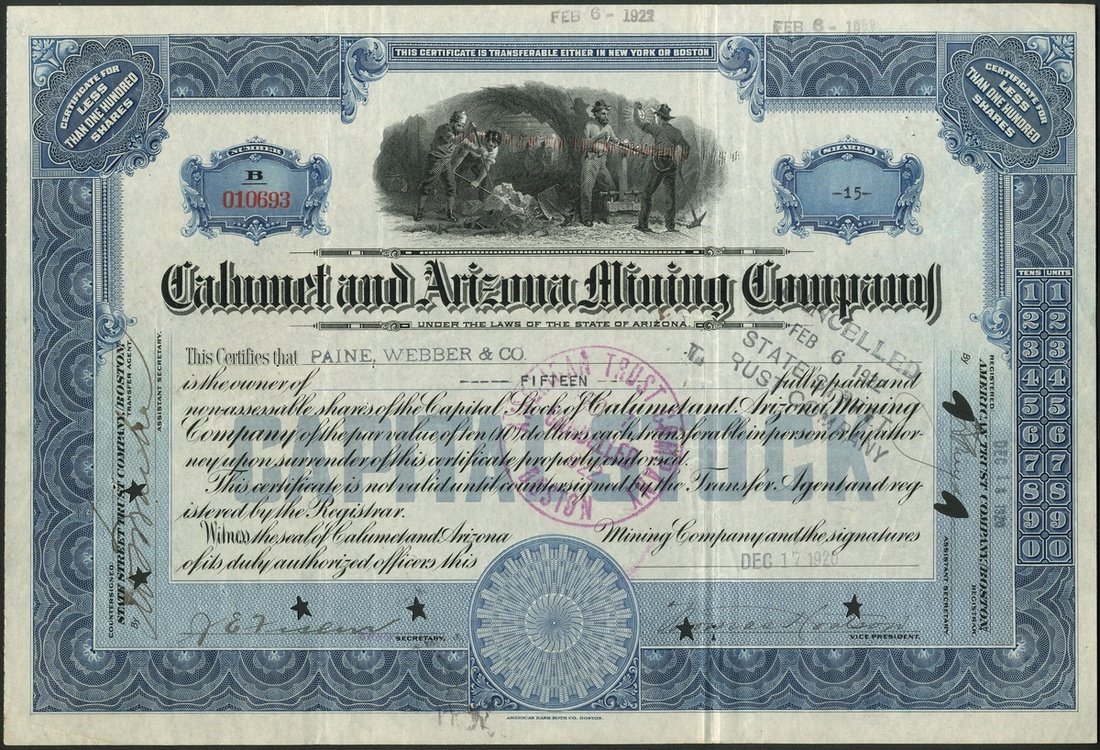 FEB 6 - 1922
FEB 6 -
THIS CERTIFICATE IS TRANSFERABLE EITHER IN NEW YORK OR BOSTON
CERTIFICATE FOR
LESS
THAN ONE HUNDRED
SHARES
CERTIFICATE FOR
LESS
THAN ONE HUNDRED
SHARES
NUMBER
B
010693
SHARES
-15-
Calumet and Arizona Mining Company
UNDER THE LAWS OF THE STATE OF ARIZONA.
This Certifies that PAINE, WEBBER & CO.
is the owner of ----- FIFTEEN ----- fully paid and
non-assessable shares of the Capital Stock of Calumet and Arizona Mining
Company of the par value of ten (10) dollars each, transferable in person or by attor-
ney upon surrender of this certificate properly endorsed.
This certificate is not valid until countersigned by the Transfer Agent and reg-
istered by the Registrar.
Witness the seal of Calumet and Arizona Mining Company and the signatures
of its duly authorized officers this DEC 17 1920
CAPITAL STOCK
CANCELLED
FEB 6
STATE STREET
TRUST COMPANY
AMERICAN TRUST COMPANY
CANCELLED
BOSTON
SECRETARY.
VICE PRESIDENT.
COUNTERSIGNED:
STATE STREET TRUST COMPANY, BOSTON
TRANSFER AGENT.
By
ASSISTANT SECRETARY.
REGISTERED:
AMERICAN TRUST COMPANY, BOSTON
REGISTRAR
By
ASSISTANT SECRETARY
TENS UNITS
1 1
2 2
3 3
4 4
5 5
6 6
7 7
8 8
9 9
0 0
AMERICAN BANK NOTE CO. BOSTON.